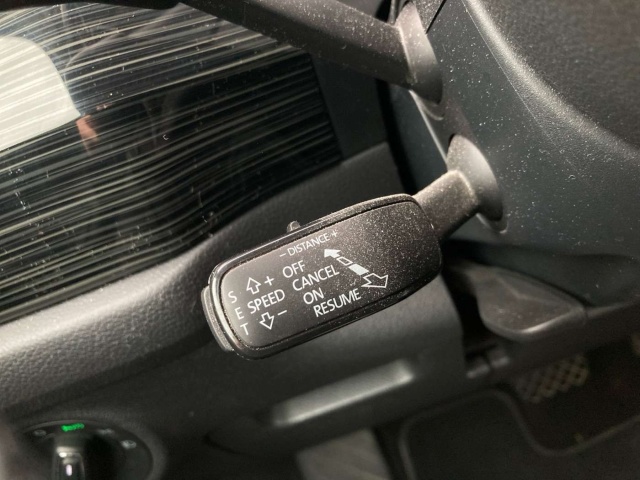 - DISTANCE +
S E T
+ SPEED -
OFF
CANCEL
ON
RESUME